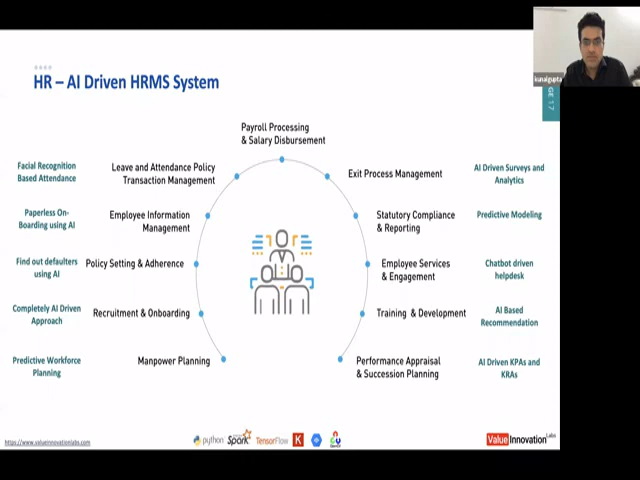 kunalgupta
HR – AI Driven HRMS System
GE 17
Payroll Processing
& Salary Disbursement
Facial Recognition
Based Attendance
Leave and Attendance Policy
Transaction Management
Exit Process Management
AI Driven Surveys and
Analytics
Paperless On-
Boarding using AI
Employee Information
Management
Statutory Compliance
& Reporting
Predictive Modeling
Find out defaulters
using AI
Policy Setting & Adherence
Employee Services
& Engagement
Chatbot driven
helpdesk
Completely AI Driven
Approach
Recruitment & Onboarding
Training & Development
AI Based
Recommendation
Predictive Workforce
Planning
Manpower Planning
Performance Appraisal
& Succession Planning
AI Driven KPAs and
KRAs
https://www.valueinnovationlabs.com
python
Spark
TensorFlow
K
Value Innovation Labs